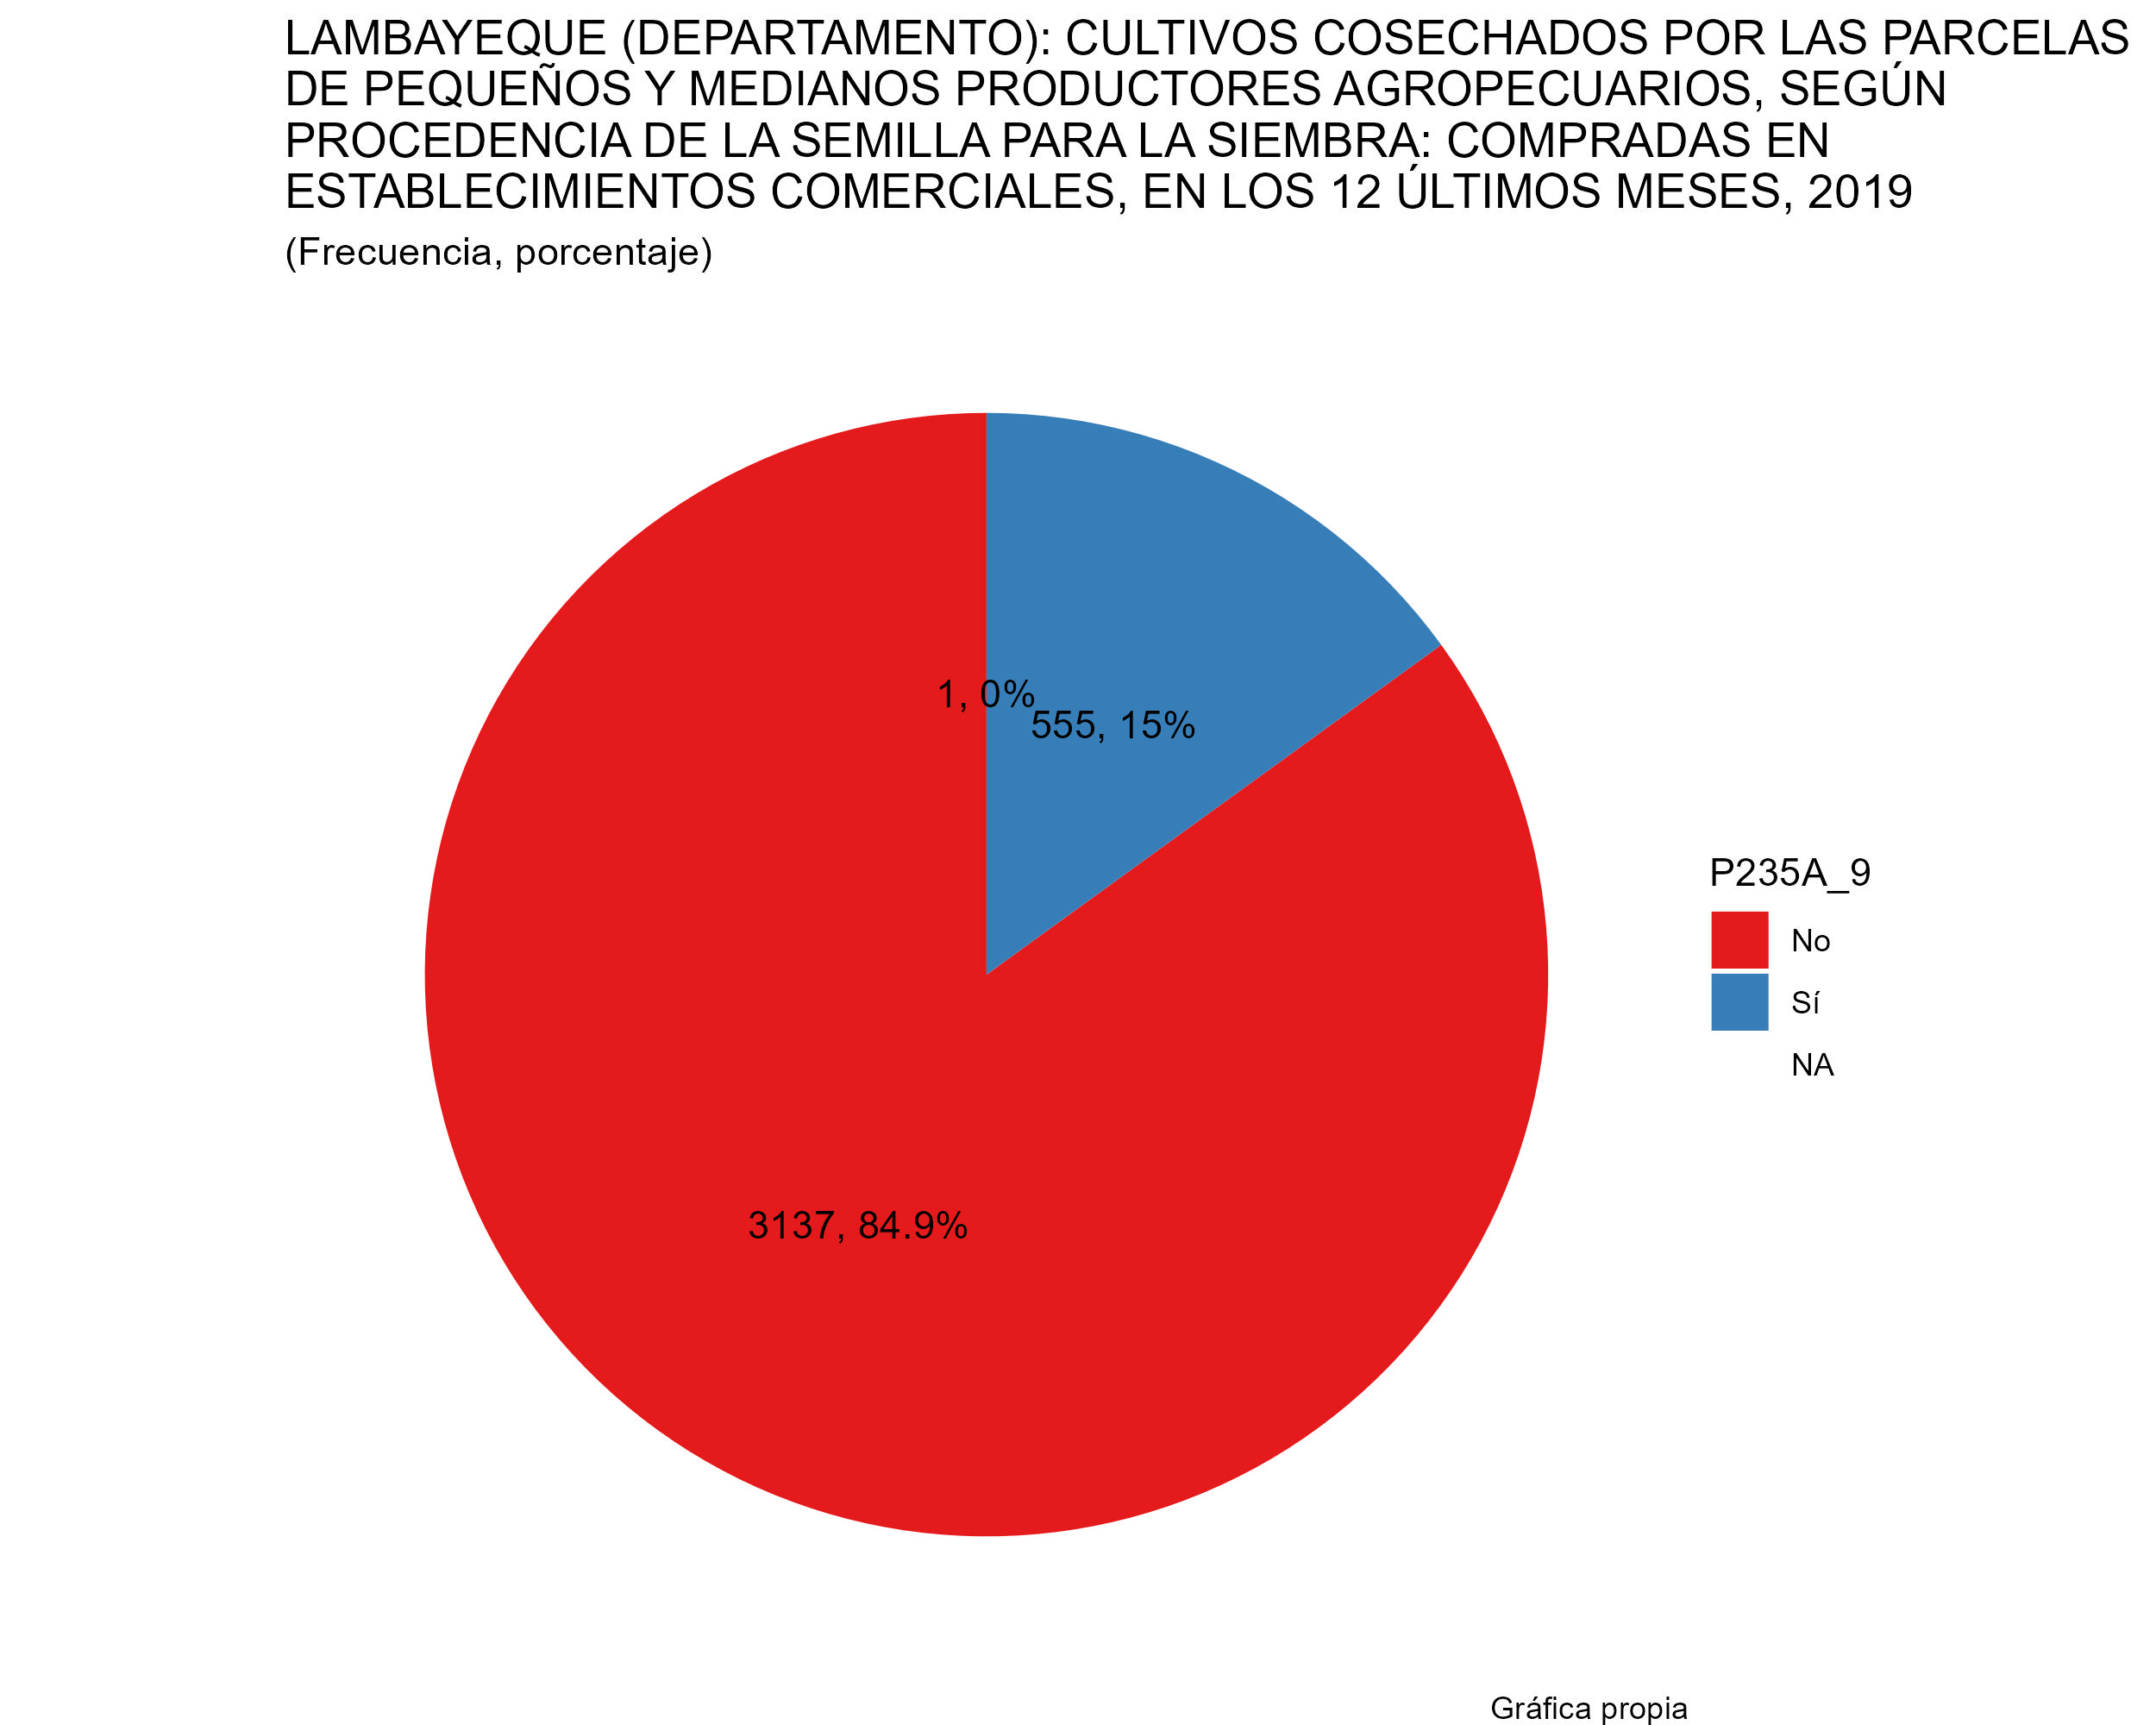 LAMBAYEQUE (DEPARTAMENTO): CULTIVOS COSECHADOS POR LAS PARCELAS
DE PEQUEÑOS Y MEDIANOS PRODUCTORES AGROPECUARIOS, SEGÚN
PROCEDENCIA DE LA SEMILLA PARA LA SIEMBRA: COMPRADAS EN
ESTABLECIMIENTOS COMERCIALES, EN LOS 12 ÚLTIMOS MESES, 2019
(Frecuencia, porcentaje)
1, 0%
555, 15%
3137, 84.9%
P235A_9
No
Sí
NA
Gráfica propia